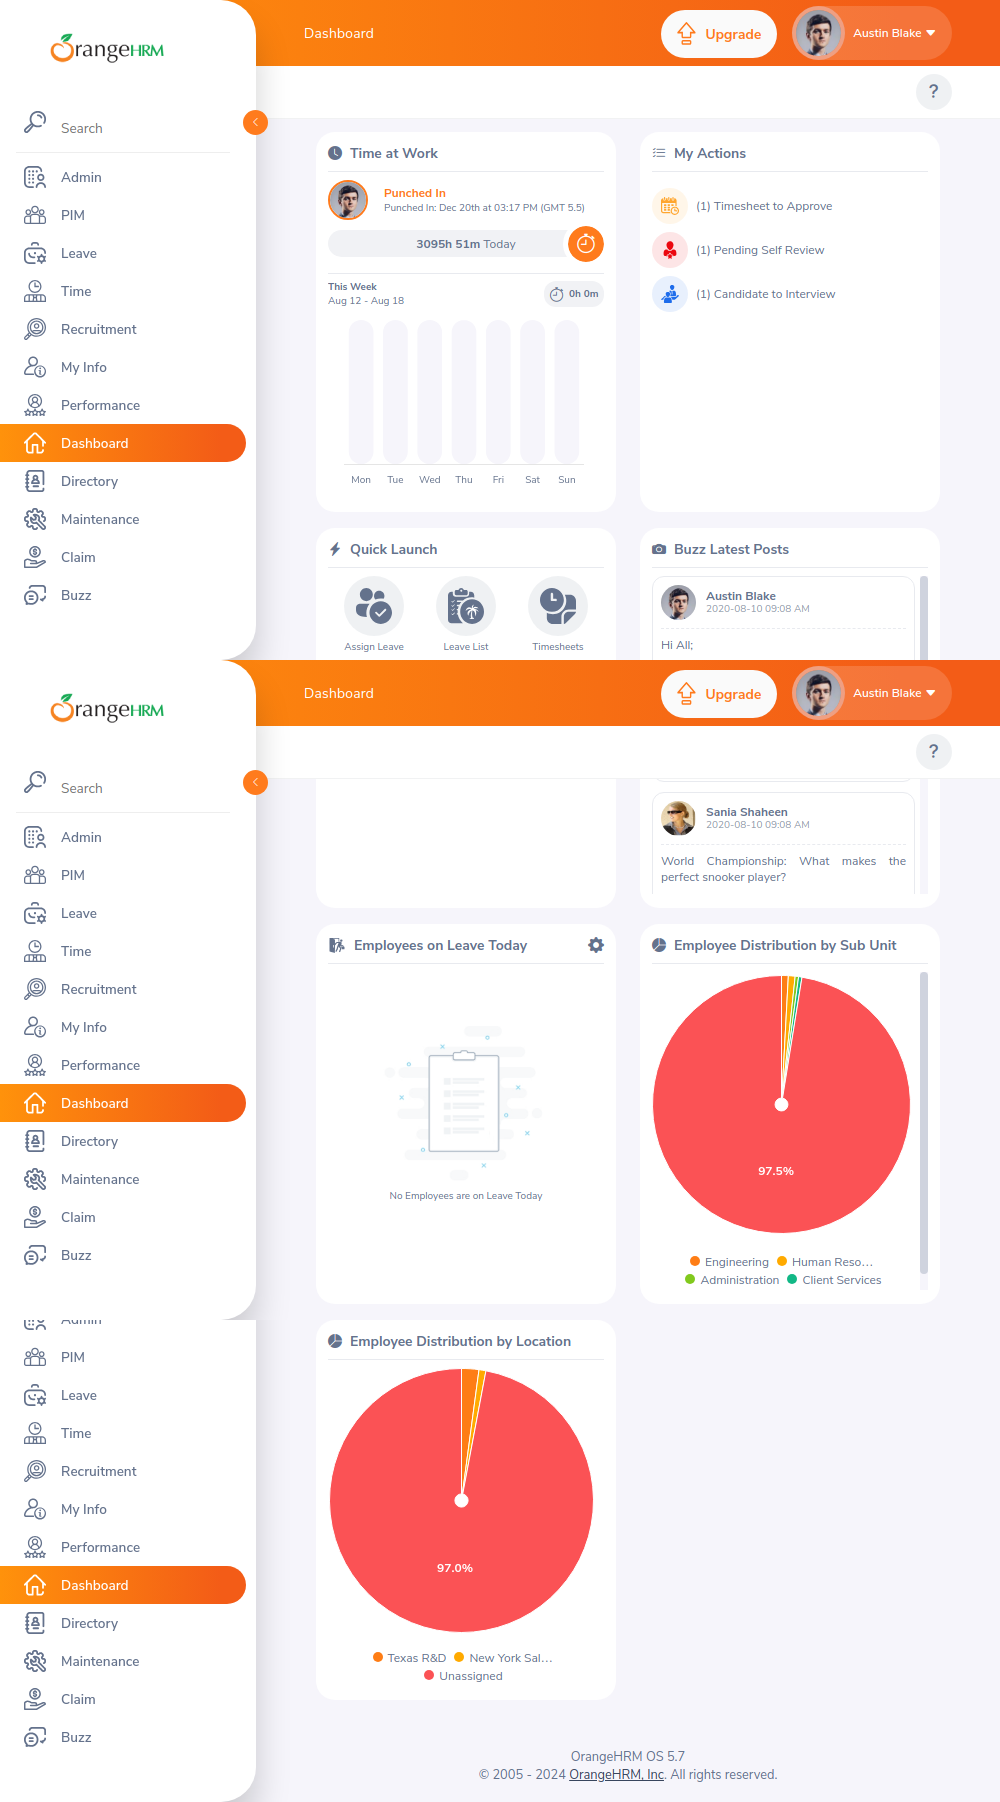 OrangeHRM
Search
Admin
PIM
Leave
Time
Recruitment
My Info
Performance
Dashboard
Directory
Maintenance
Claim
Buzz
Dashboard
Upgrade
Austin Blake
?
Time at Work
Punched In
Punched In: Dec 20th at 03:17 PM (GMT 5.5)
3095h 51m Today
This Week
Aug 12 - Aug 18
0h 0m
Mon Tue Wed Thu Fri Sat Sun
My Actions
(1) Timesheet to Approve
(1) Pending Self Review
(1) Candidate to Interview
Quick Launch
Assign Leave
Leave List
Timesheets
Buzz Latest Posts
Austin Blake
2020-08-10 09:08 AM
Hi All;
OrangeHRM
Search
Admin
PIM
Leave
Time
Recruitment
My Info
Performance
Dashboard
Directory
Maintenance
Claim
Buzz
Dashboard
Upgrade
Austin Blake
?
Sania Shaheen
2020-08-10 09:08 AM
World Championship: What makes the
perfect snooker player?
Employees on Leave Today
No Employees are on Leave Today
Employee Distribution by Sub Unit
97.5%
Engineering Human Reso...
Administration Client Services
Admin
PIM
Leave
Time
Recruitment
My Info
Performance
Dashboard
Directory
Maintenance
Claim
Buzz
Employee Distribution by Location
97.0%
Texas R&D New York Sal...
Unassigned
OrangeHRM OS 5.7
© 2005 - 2024 OrangeHRM, Inc. All rights reserved.